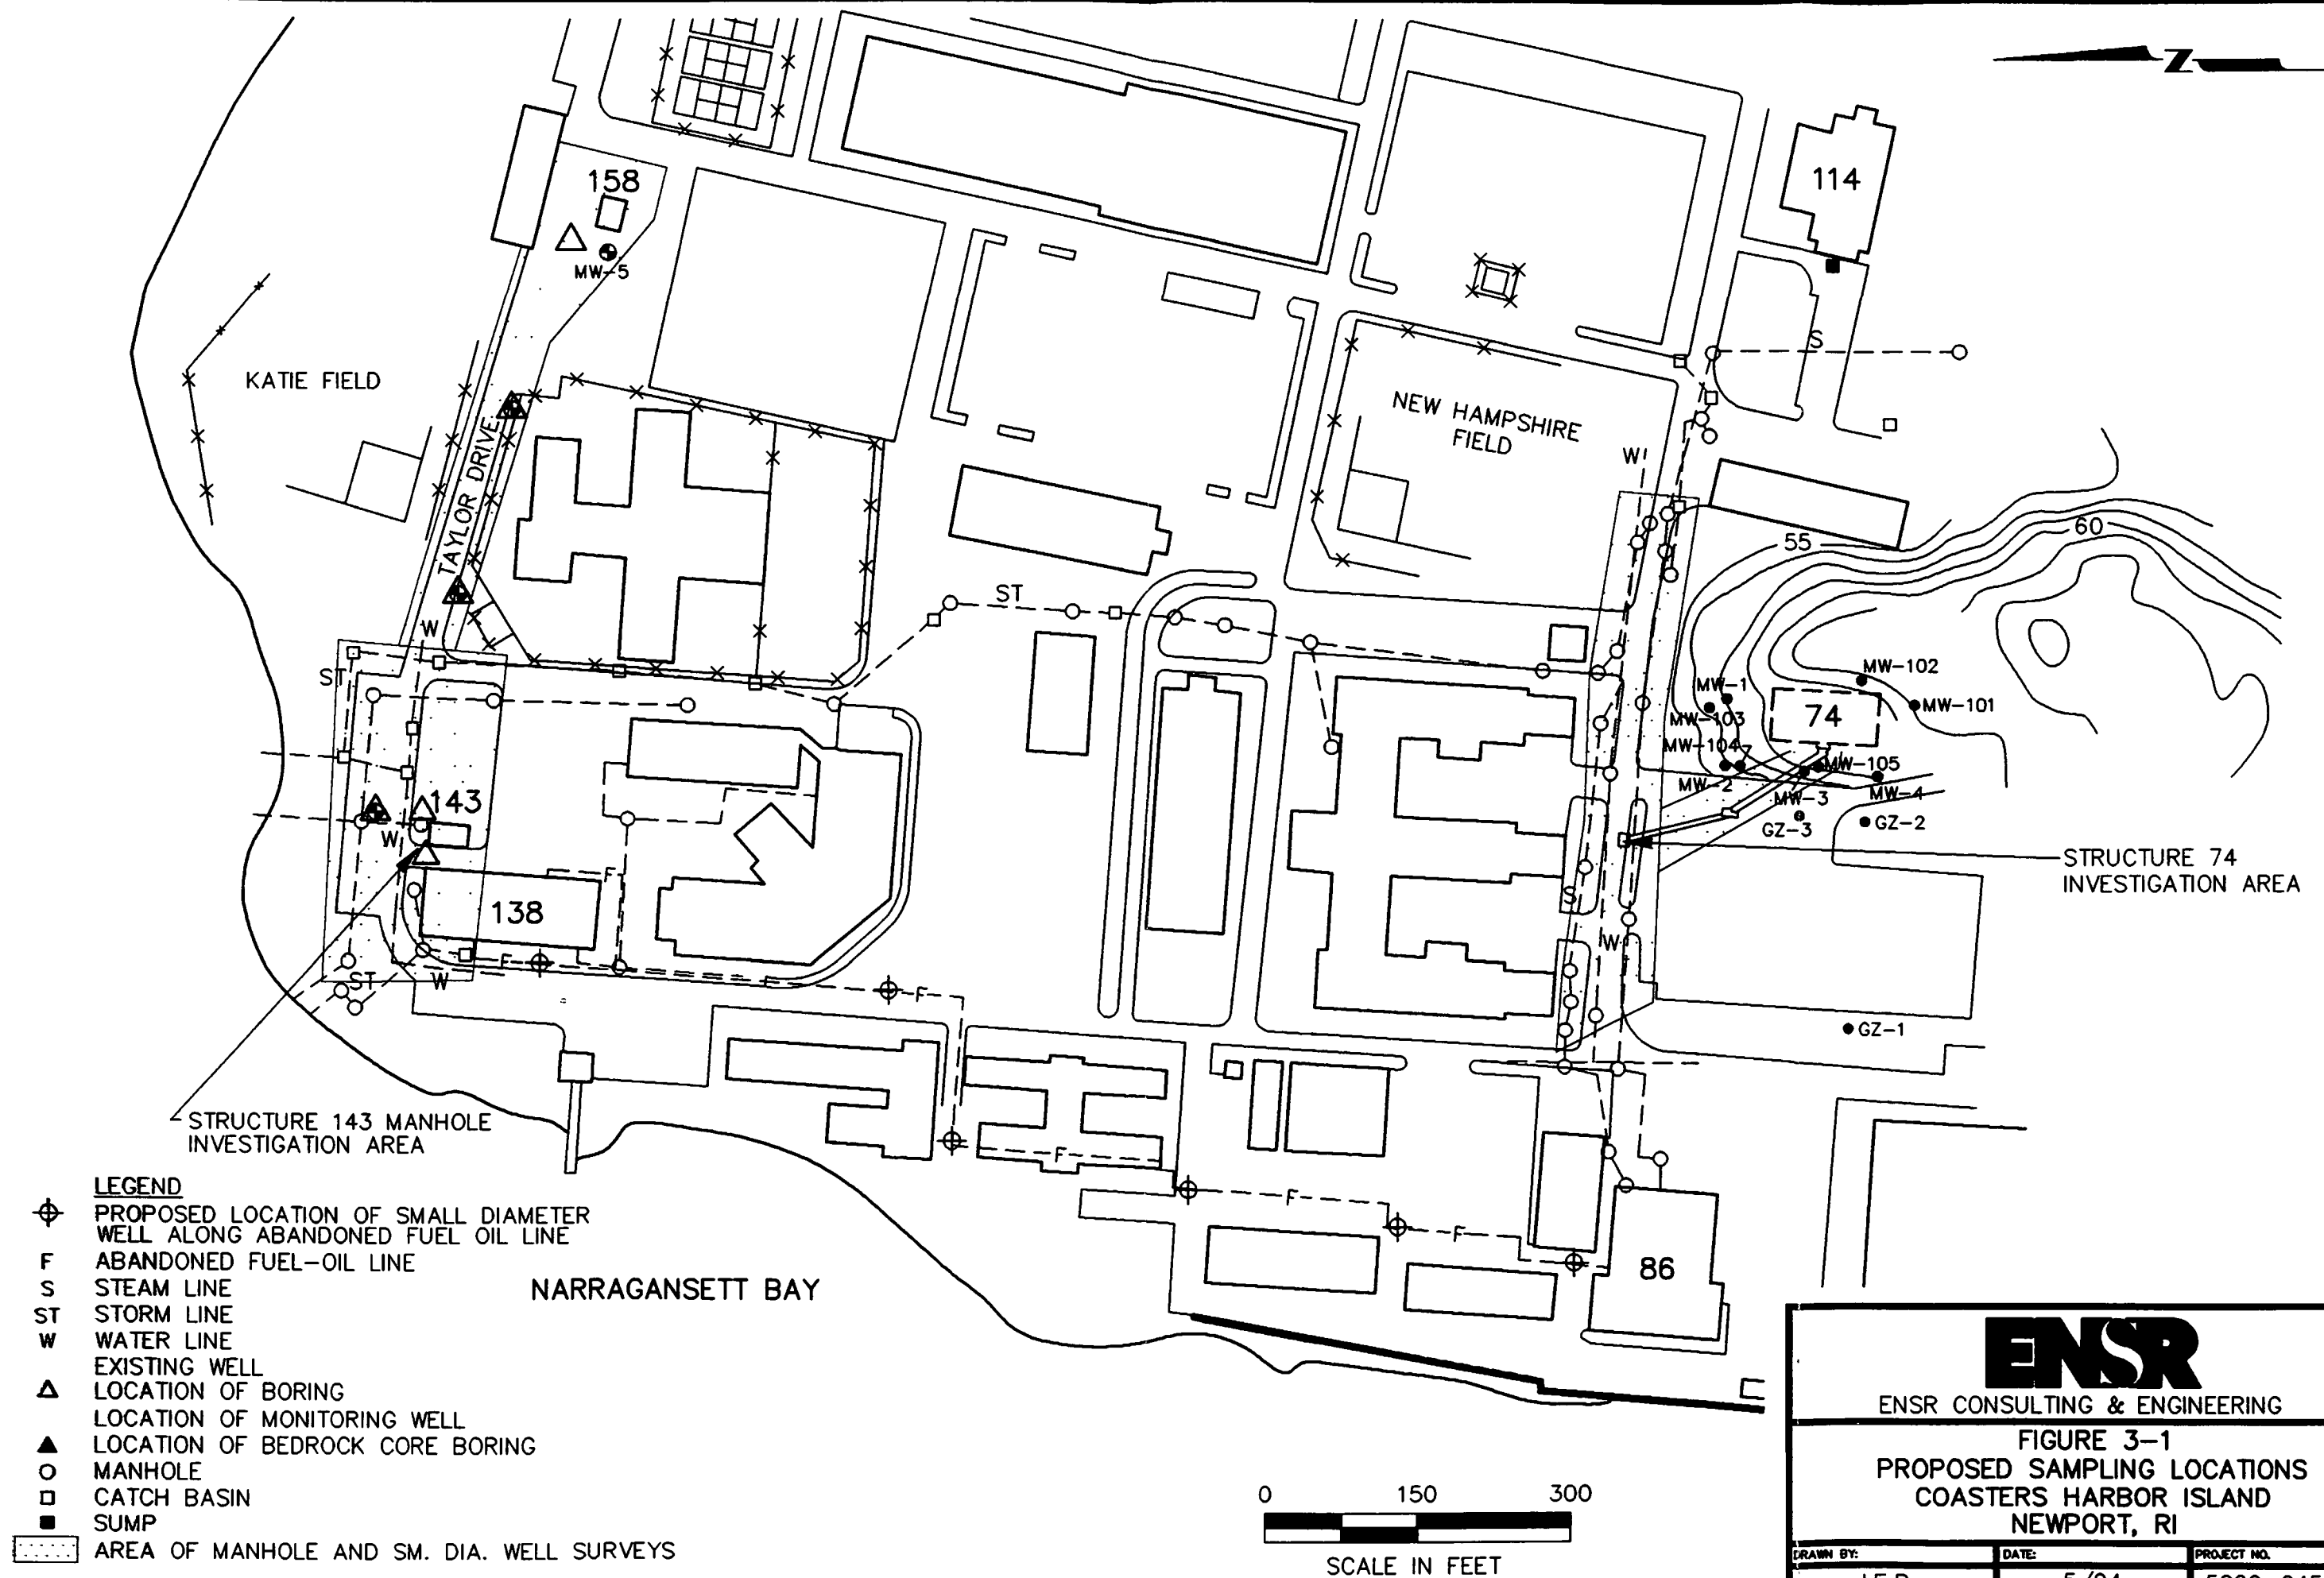 Z
158
114
MW-5
S
KATIE FIELD
NEW HAMPSHIRE
FIELD
W
TAYLOR DRIVE
55
60
ST
W
ST
MW-102
MW-1
MW-101
MW-103
74
MW-104
MW-105
MW-2
MW-3
MW-4
GZ-3
GZ-2
143
W
STRUCTURE 74
INVESTIGATION AREA
F
138
S
W
F
ST
W
F
GZ-1
STRUCTURE 143 MANHOLE
INVESTIGATION AREA
F
F
F
86
NARRAGANSETT BAY
LEGEND
PROPOSED LOCATION OF SMALL DIAMETER
WELL ALONG ABANDONED FUEL OIL LINE
F ABANDONED FUEL-OIL LINE
S STEAM LINE
ST STORM LINE
W WATER LINE
EXISTING WELL
LOCATION OF BORING
LOCATION OF MONITORING WELL
LOCATION OF BEDROCK CORE BORING
MANHOLE
CATCH BASIN
SUMP
AREA OF MANHOLE AND SM. DIA. WELL SURVEYS
0 150 300
SCALE IN FEET
ENSR
ENSR CONSULTING & ENGINEERING
FIGURE 3-1
PROPOSED SAMPLING LOCATIONS
COASTERS HARBOR ISLAND
NEWPORT, RI
DRAWN BY: DATE: PROJECT NO.